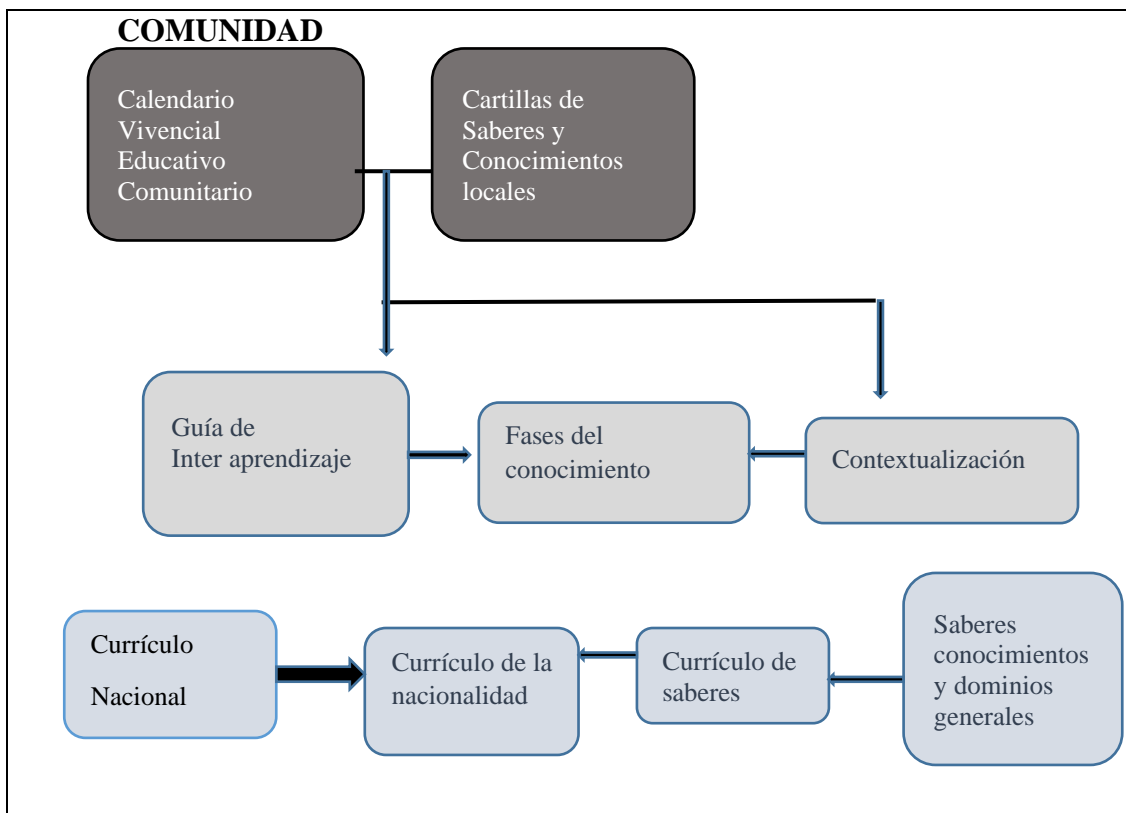 COMUNIDAD
Calendario
Vivencial
Educativo
Comunitario
Cartillas de
Saberes y
Conocimientos
locales
Guía de
Inter aprendizaje
Fases del
conocimiento
Contextualización
Currículo
Nacional
Currículo de la
nacionalidad
Currículo de
saberes
Saberes
conocimientos
y dominios
generales